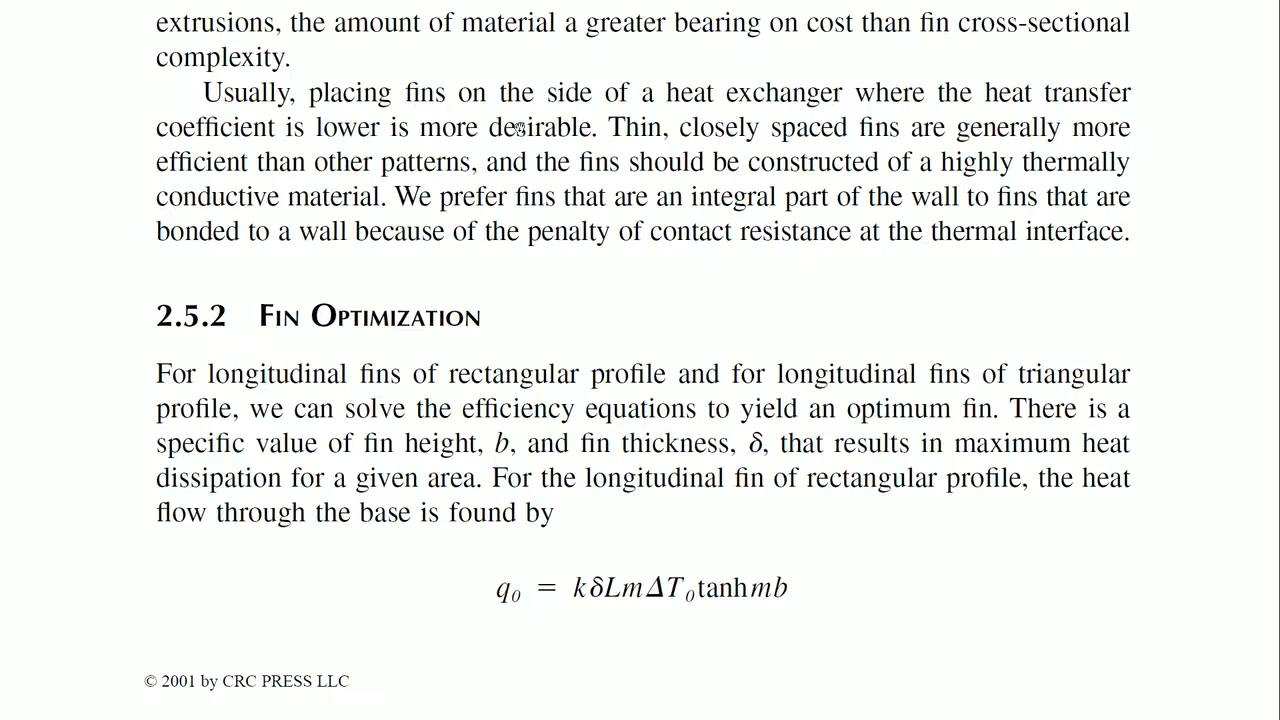 extrusions, the amount of material a greater bearing on cost than fin cross-sectional
complexity.
Usually, placing fins on the side of a heat exchanger where the heat transfer
coefficient is lower is more desirable. Thin, closely spaced fins are generally more
efficient than other patterns, and the fins should be constructed of a highly thermally
conductive material. We prefer fins that are an integral part of the wall to fins that are
bonded to a wall because of the penalty of contact resistance at the thermal interface.
2.5.2 Fin Optimization
For longitudinal fins of rectangular profile and for longitudinal fins of triangular
profile, we can solve the efficiency equations to yield an optimum fin. There is a
specific value of fin height, b, and fin thickness, δ, that results in maximum heat
dissipation for a given area. For the longitudinal fin of rectangular profile, the heat
flow through the base is found by
q₀ = kδLmΔT₀tanhmb
© 2001 by CRC PRESS LLC